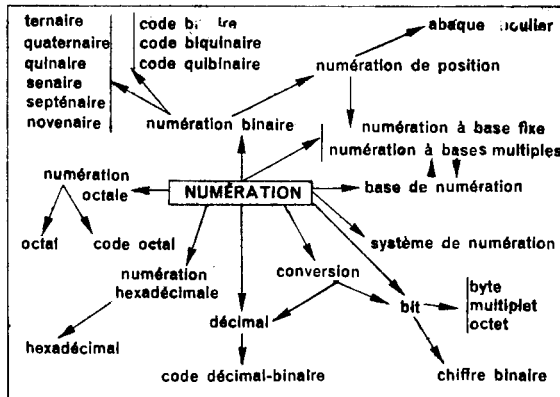 ternaire
quaternaire
quinaire
senaire
septénaire
novenaire
code
code biquinaire
code quibinaire
abaque
numération de position
numération binaire
numération à base fixe
numération à bases multiples
numération
octale
NUMÉRATION
base de numération
octal
code octal
système de numération
numération
hexadécimale
conversion
bit
byte
multiplet
octet
hexadécimal
décimal
code décimal-binaire
chiffre binaire